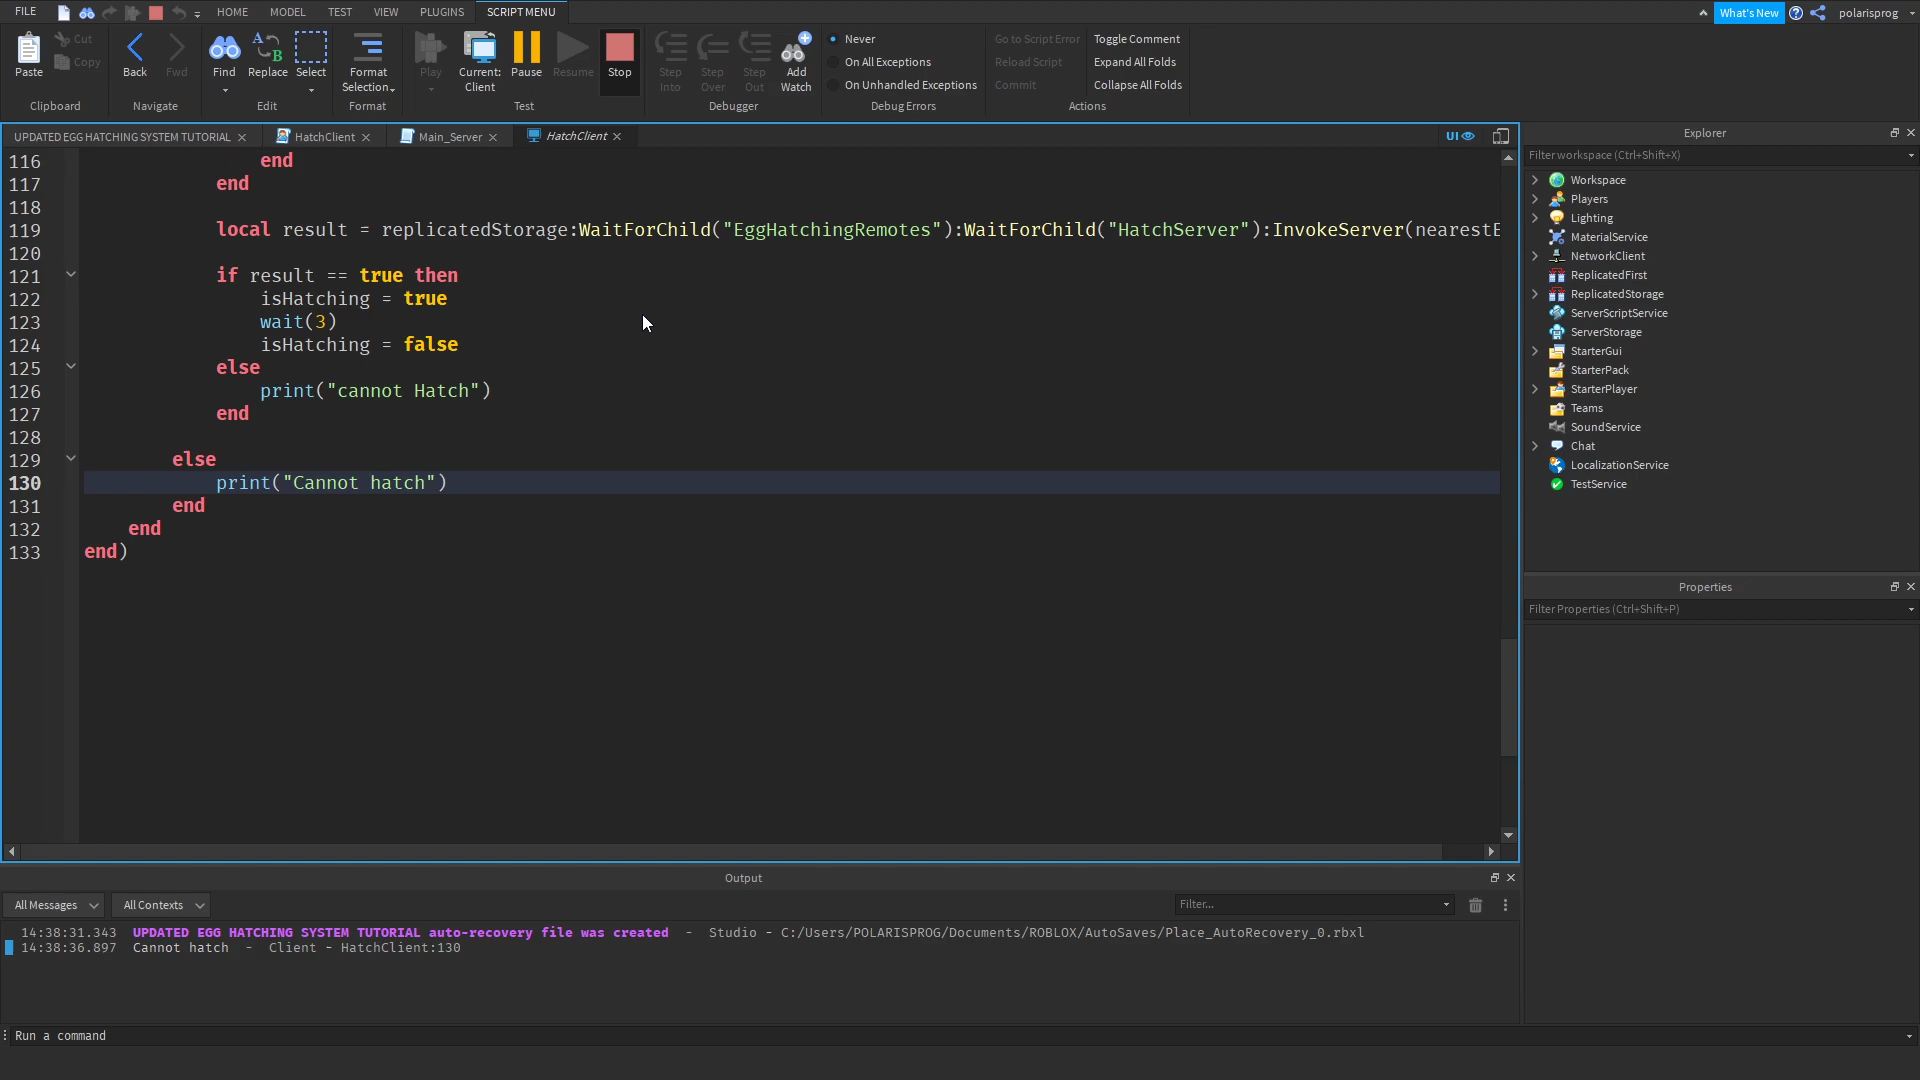 FILE HOME MODEL TEST VIEW PLUGINS SCRIPT MENU What's New polarisprog
Paste Cut Copy Back Fwd Find Replace Select Format Selection Play Current: Client Pause Resume Stop Step Into Step Over Step Out Add Watch
Never Go to Script Error Toggle Comment
On All Exceptions Reload Script Expand All Folds
On Unhandled Exceptions Commit Collapse All Folds
Clipboard Navigate Edit Format Test Debugger Debug Errors Actions
UPDATED EGG HATCHING SYSTEM TUTORIAL HatchClient Main_Server HatchClient UI
116 end
117 end
118
119 local result = replicatedStorage:WaitForChild("EggHatchingRemotes"):WaitForChild("HatchServer"):InvokeServer(nearestE
120
121 if result == true then
122 isHatching = true
123 wait(3)
124 isHatching = false
125 else
126 print("cannot Hatch")
127 end
128
129 else
130 print("Cannot hatch")
131 end
132 end
133 end)
Explorer
Filter workspace (Ctrl+Shift+X)
Workspace
Players
Lighting
MaterialService
NetworkClient
ReplicatedFirst
ReplicatedStorage
ServerScriptService
ServerStorage
StarterGui
StarterPack
StarterPlayer
Teams
SoundService
Chat
LocalizationService
TestService
Properties
Filter Properties (Ctrl+Shift+P)
Output
All Messages All Contexts Filter...
14:38:31.343 UPDATED EGG HATCHING SYSTEM TUTORIAL auto-recovery file was created - Studio - C:/Users/POLARISPROG/Documents/ROBLOX/AutoSaves/Place_AutoRecovery_0.rbxl
14:38:36.897 Cannot hatch - Client - HatchClient:130
Run a command